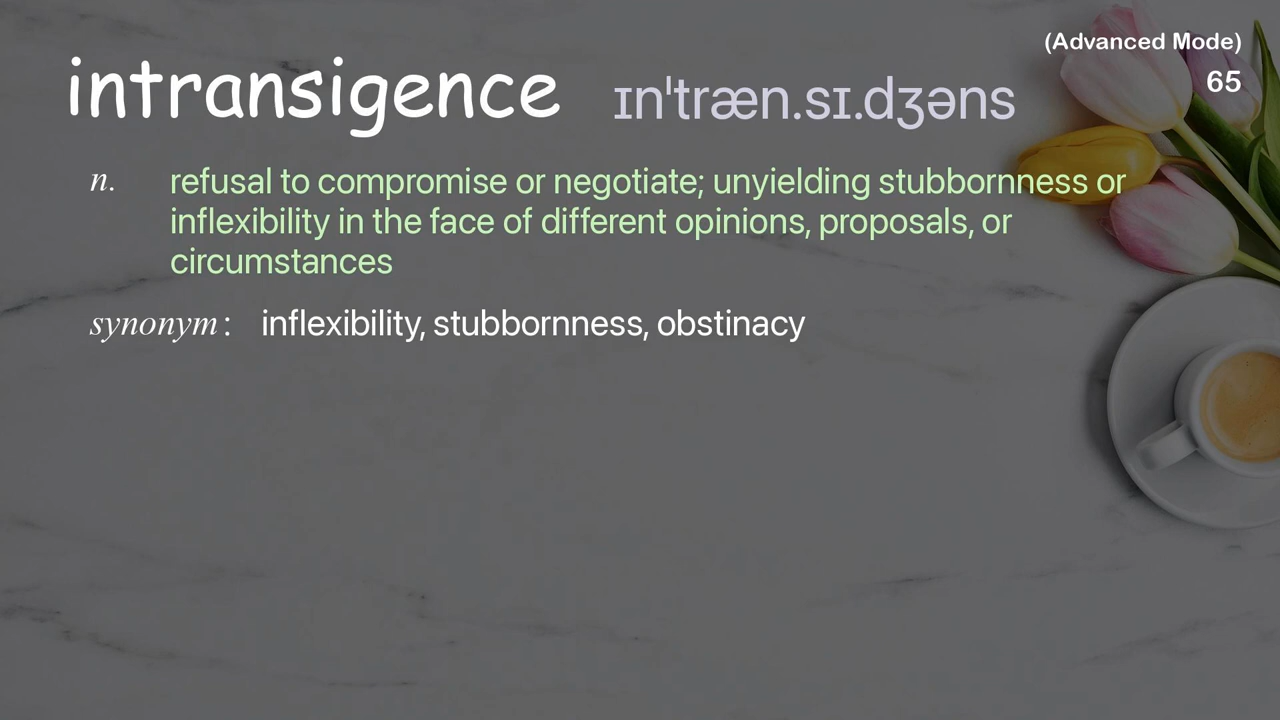 (Advanced Mode)
65
intransigence ɪnˈtræn.sɪ.dʒəns
n. refusal to compromise or negotiate; unyielding stubbornness or
inflexibility in the face of different opinions, proposals, or
circumstances
synonym: inflexibility, stubbornness, obstinacy